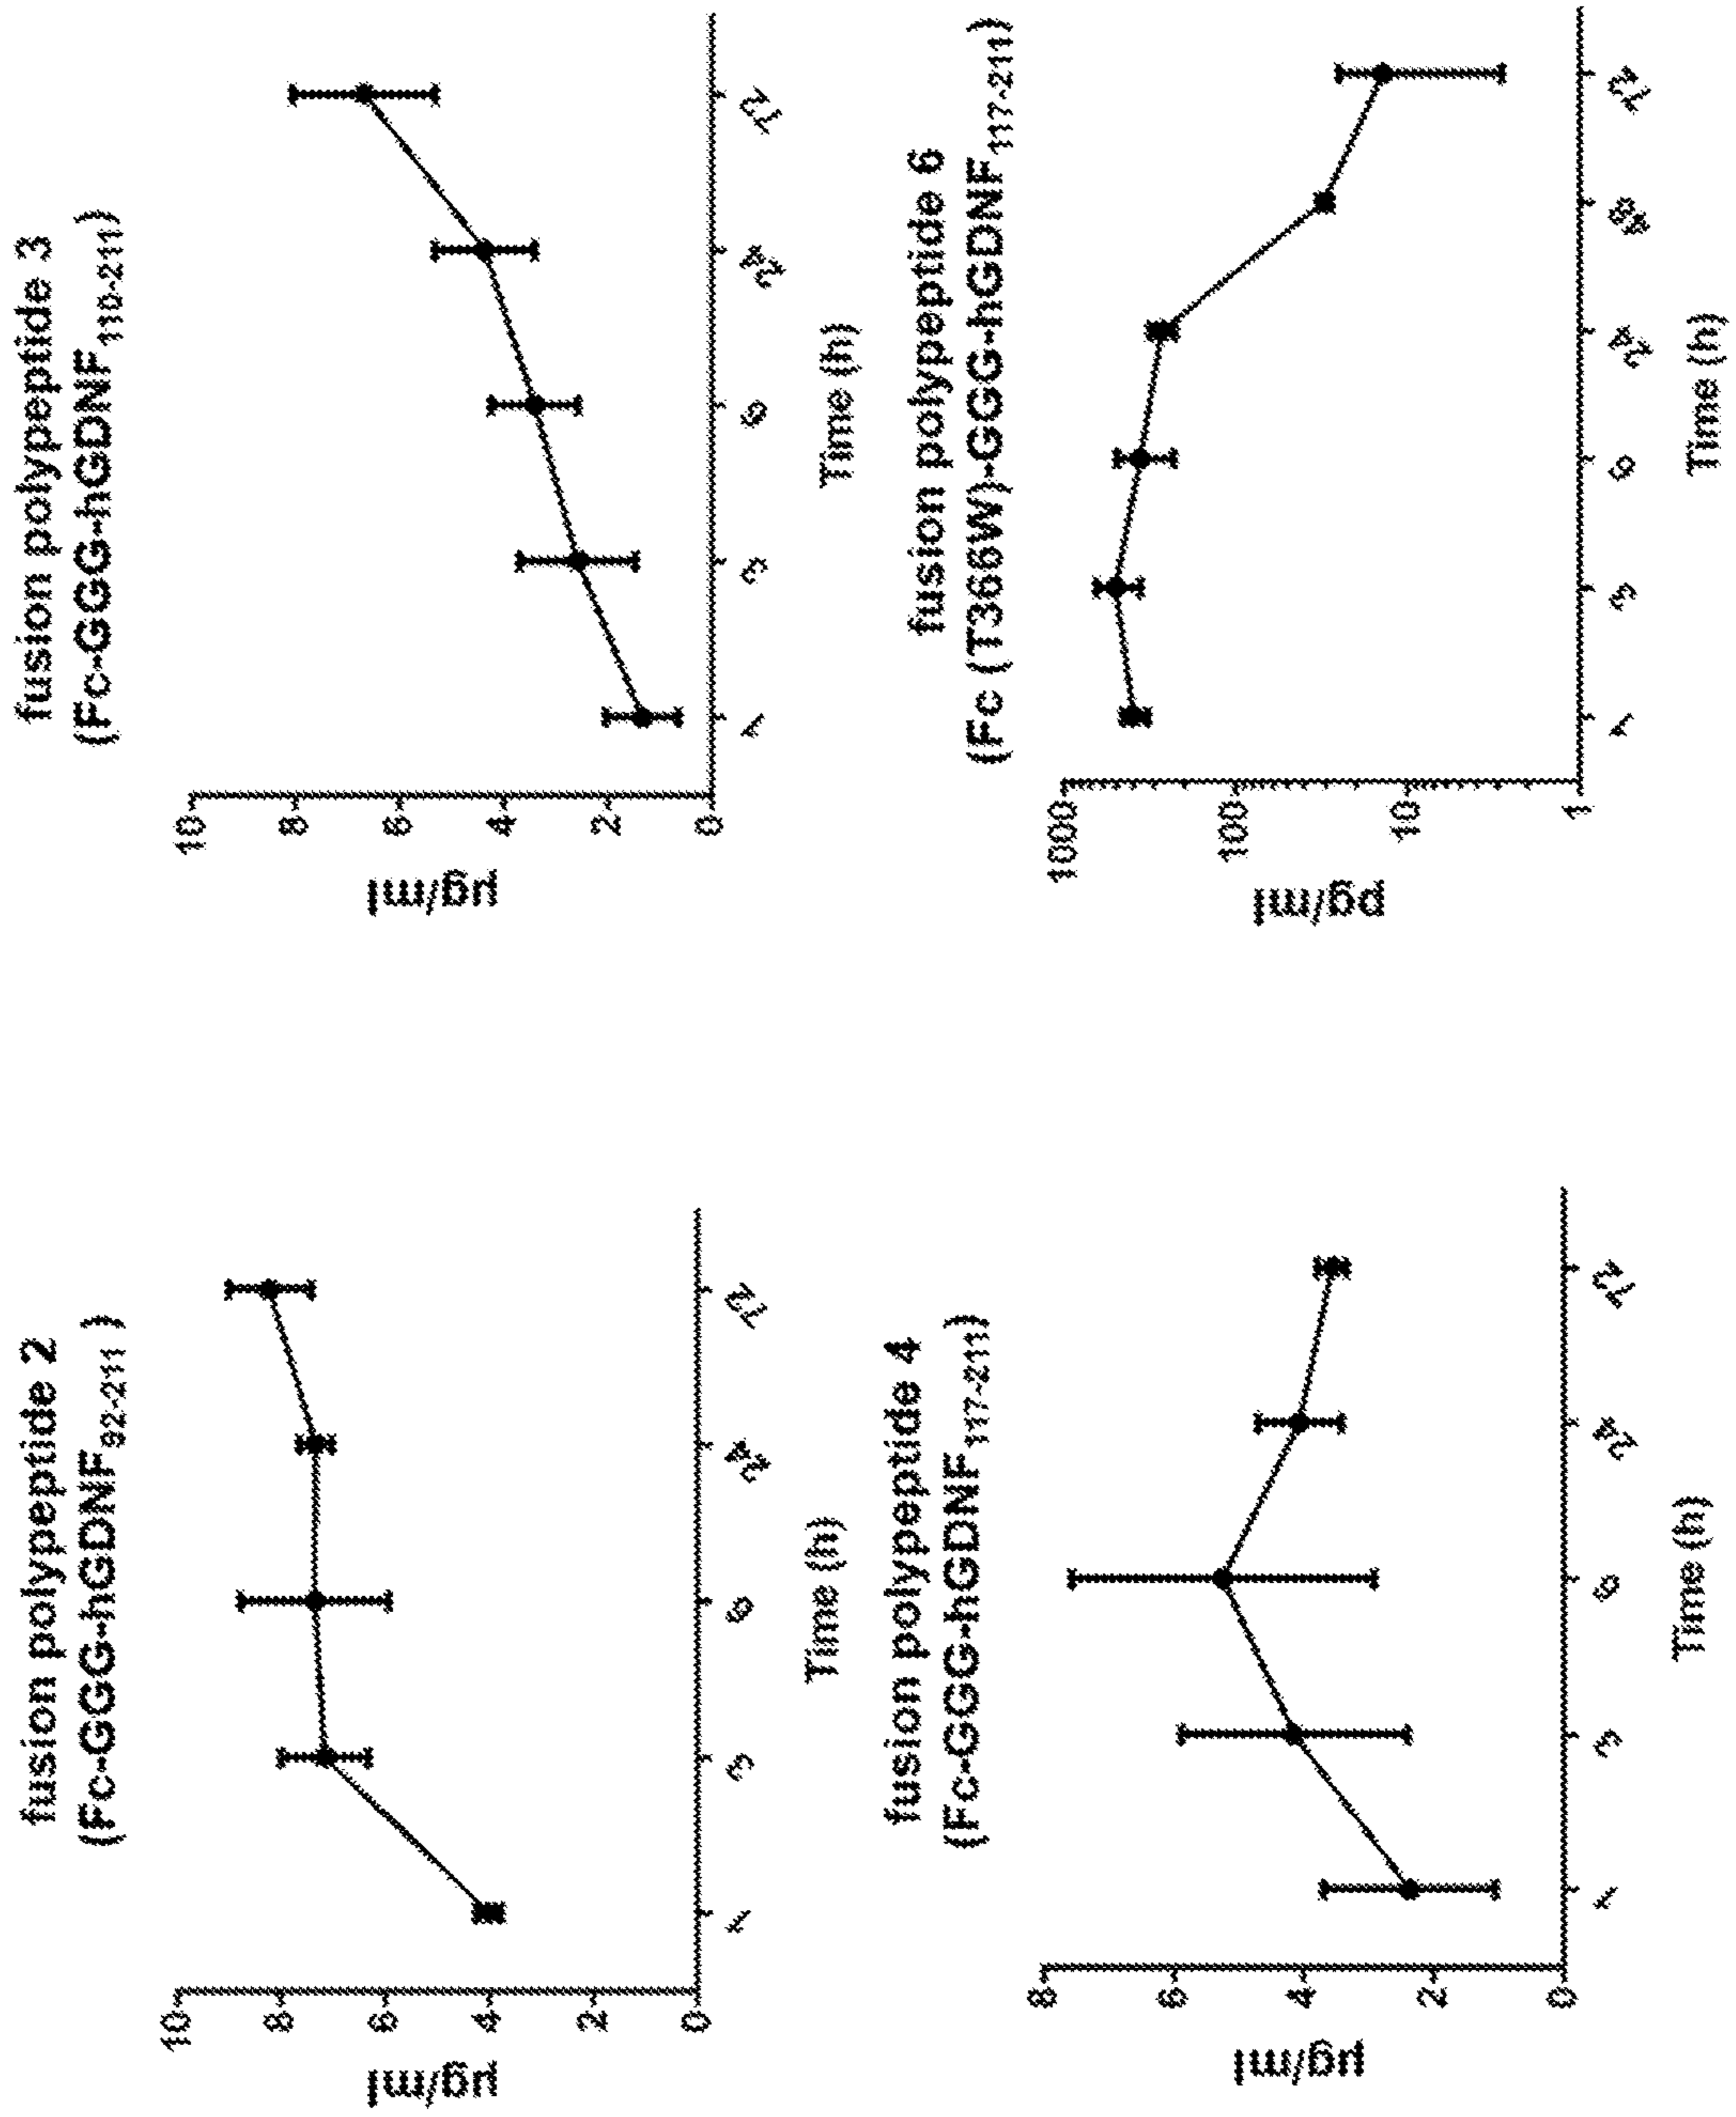 fusion polypeptide 2
(Fc-GGG-hGDNF92-211 )
10
8
6
4
2
0
µg/ml
1
3
6
24
72
Time (h)
fusion polypeptide 3
(Fc-GGG-hGDNF110-211)
10
8
6
4
2
0
µg/ml
1
3
6
24
72
Time (h)
fusion polypeptide 4
(Fc-GGG-hGDNF117-211)
8
6
4
2
0
µg/ml
1
3
6
24
72
Time (h)
fusion polypeptide 6
(Fc (T366W)-GGG-hGDNF117-211)
1000
100
10
1
pg/ml
1
3
6
24
48
72
Time (h)